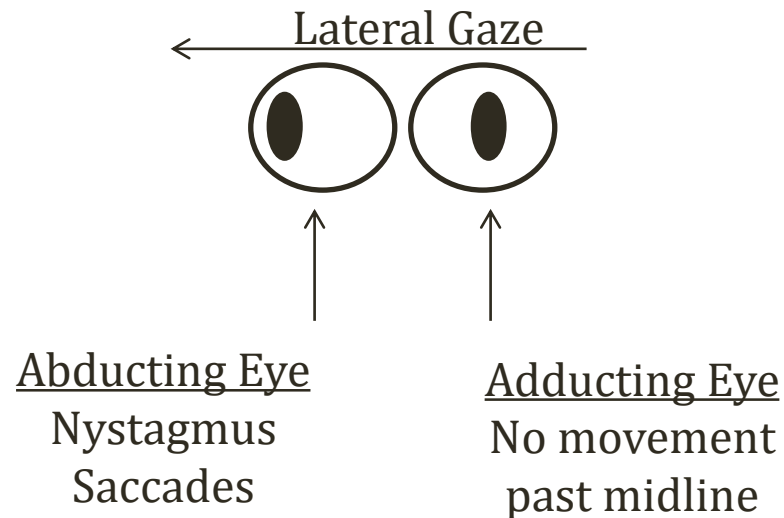 Lateral Gaze
Abducting Eye
Nystagmus
Saccades
Adducting Eye
No movement
past midline